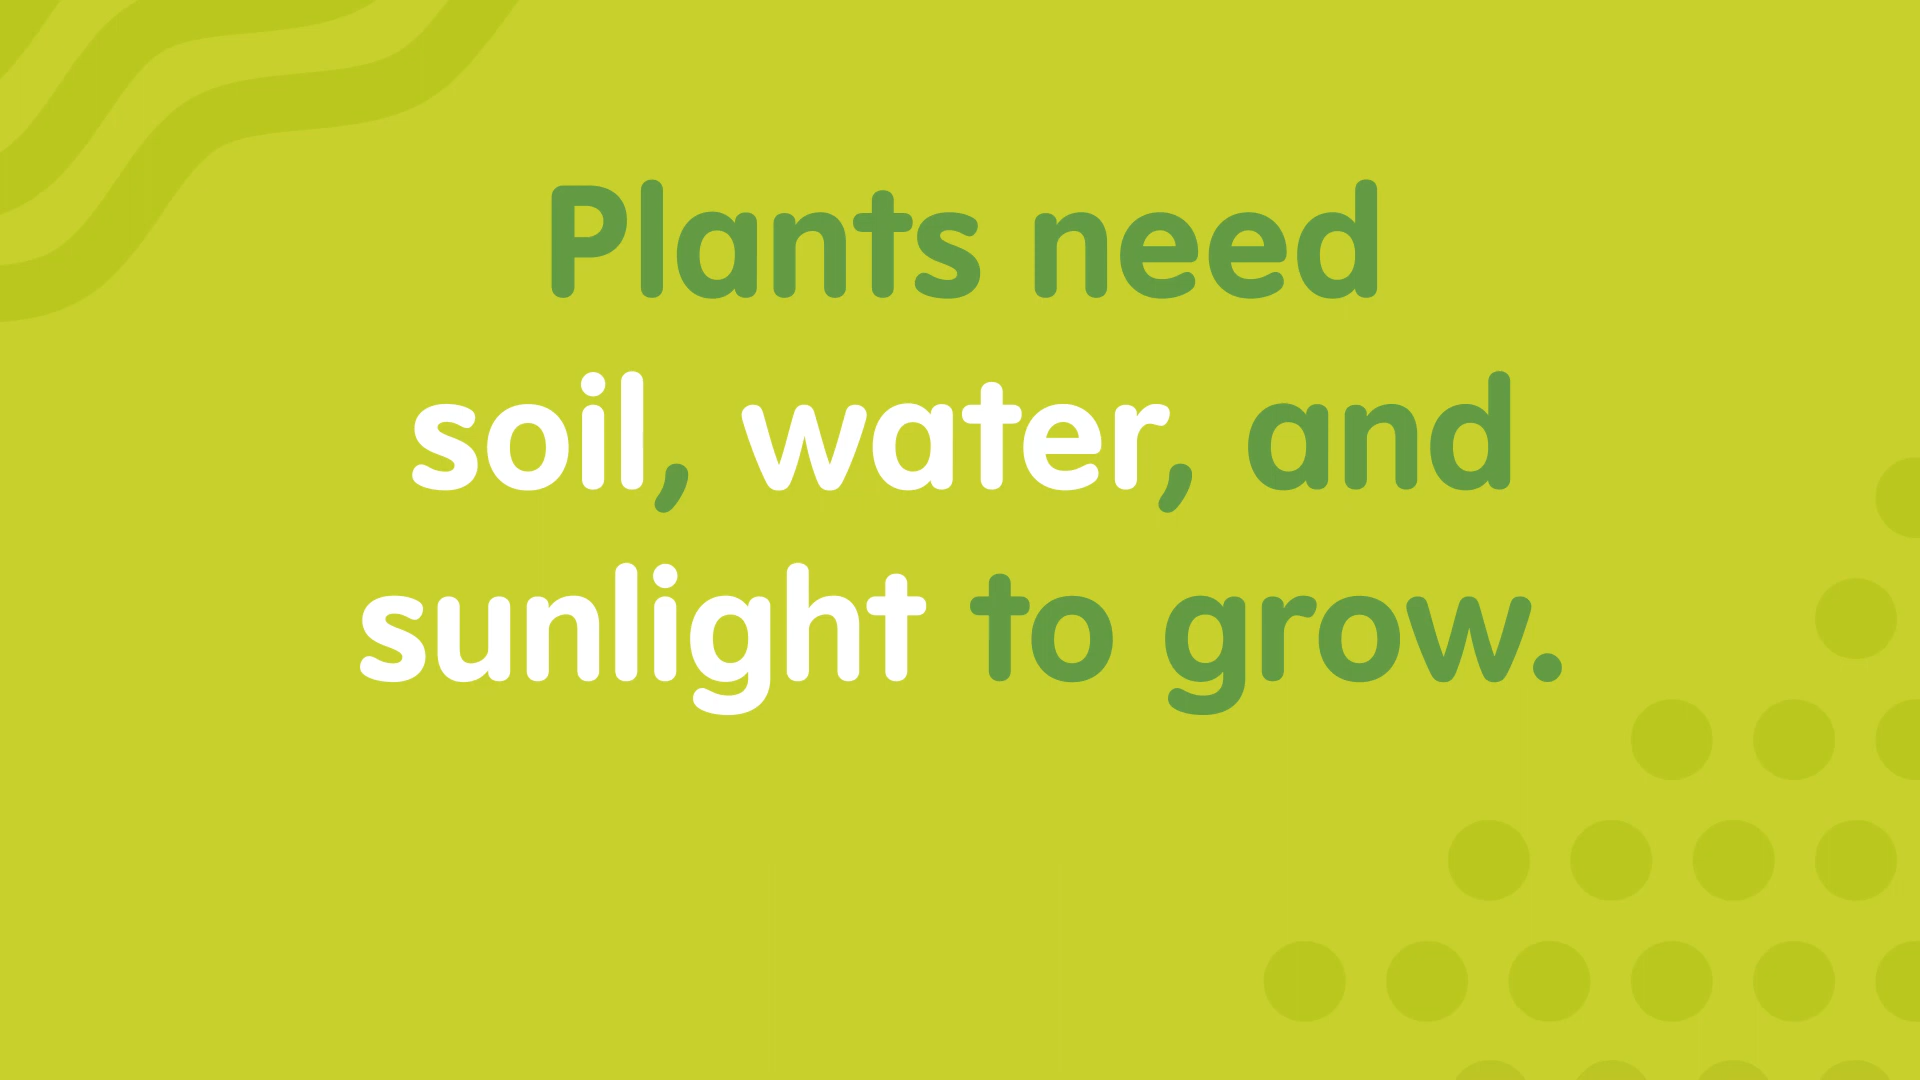 Plants need
soil, water, and
sunlight to grow.